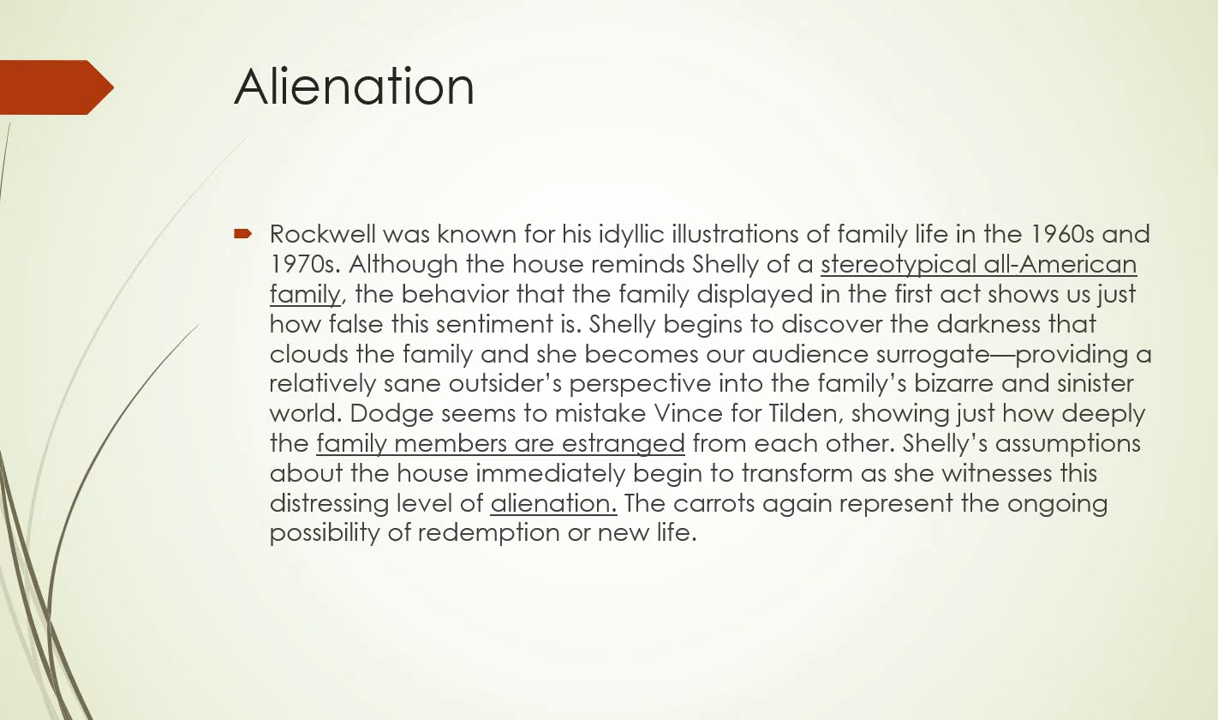 Alienation
Rockwell was known for his idyllic illustrations of family life in the 1960s and
1970s. Although the house reminds Shelly of a stereotypical all-American
family, the behavior that the family displayed in the first act shows us just
how false this sentiment is. Shelly begins to discover the darkness that
clouds the family and she becomes our audience surrogate—providing a
relatively sane outsider’s perspective into the family’s bizarre and sinister
world. Dodge seems to mistake Vince for Tilden, showing just how deeply
the family members are estranged from each other. Shelly’s assumptions
about the house immediately begin to transform as she witnesses this
distressing level of alienation. The carrots again represent the ongoing
possibility of redemption or new life.